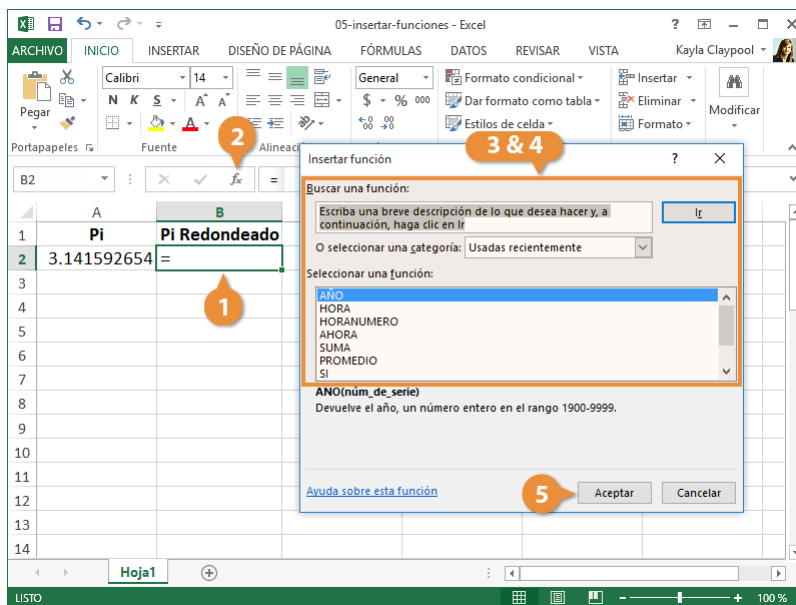 05-insertar-funciones - Excel
ARCHIVO INICIO INSERTAR DISEÑO DE PÁGINA FÓRMULAS DATOS REVISAR VISTA Kayla Claypool
Pegar
Calibri 14
N K S A A
General
$ % 000
Formato condicional
Dar formato como tabla
Estilos de celda
Insertar
Eliminar
Formato
Modificar
Portapapeles Fuente Alineaci
2
B2 fx =
A B
1 Pi Pi Redondeado
2 3.141592654 =
3
4
5
6
7
8
9
10
11
12
13
14
1
Insertar función ? ×
3 & 4
Buscar una función:
Escriba una breve descripción de lo que desea hacer y, a
continuación, haga clic en Ir
Ir
O seleccionar una categoría: Usadas recientemente
Seleccionar una función:
AÑO
HORA
HORANUMERO
AHORA
SUMA
PROMEDIO
SI
ANO(núm_de_serie)
Devuelve el año, un número entero en el rango 1900-9999.
Ayuda sobre esta función
5
Aceptar Cancelar
Hoja1
LISTO 100 %